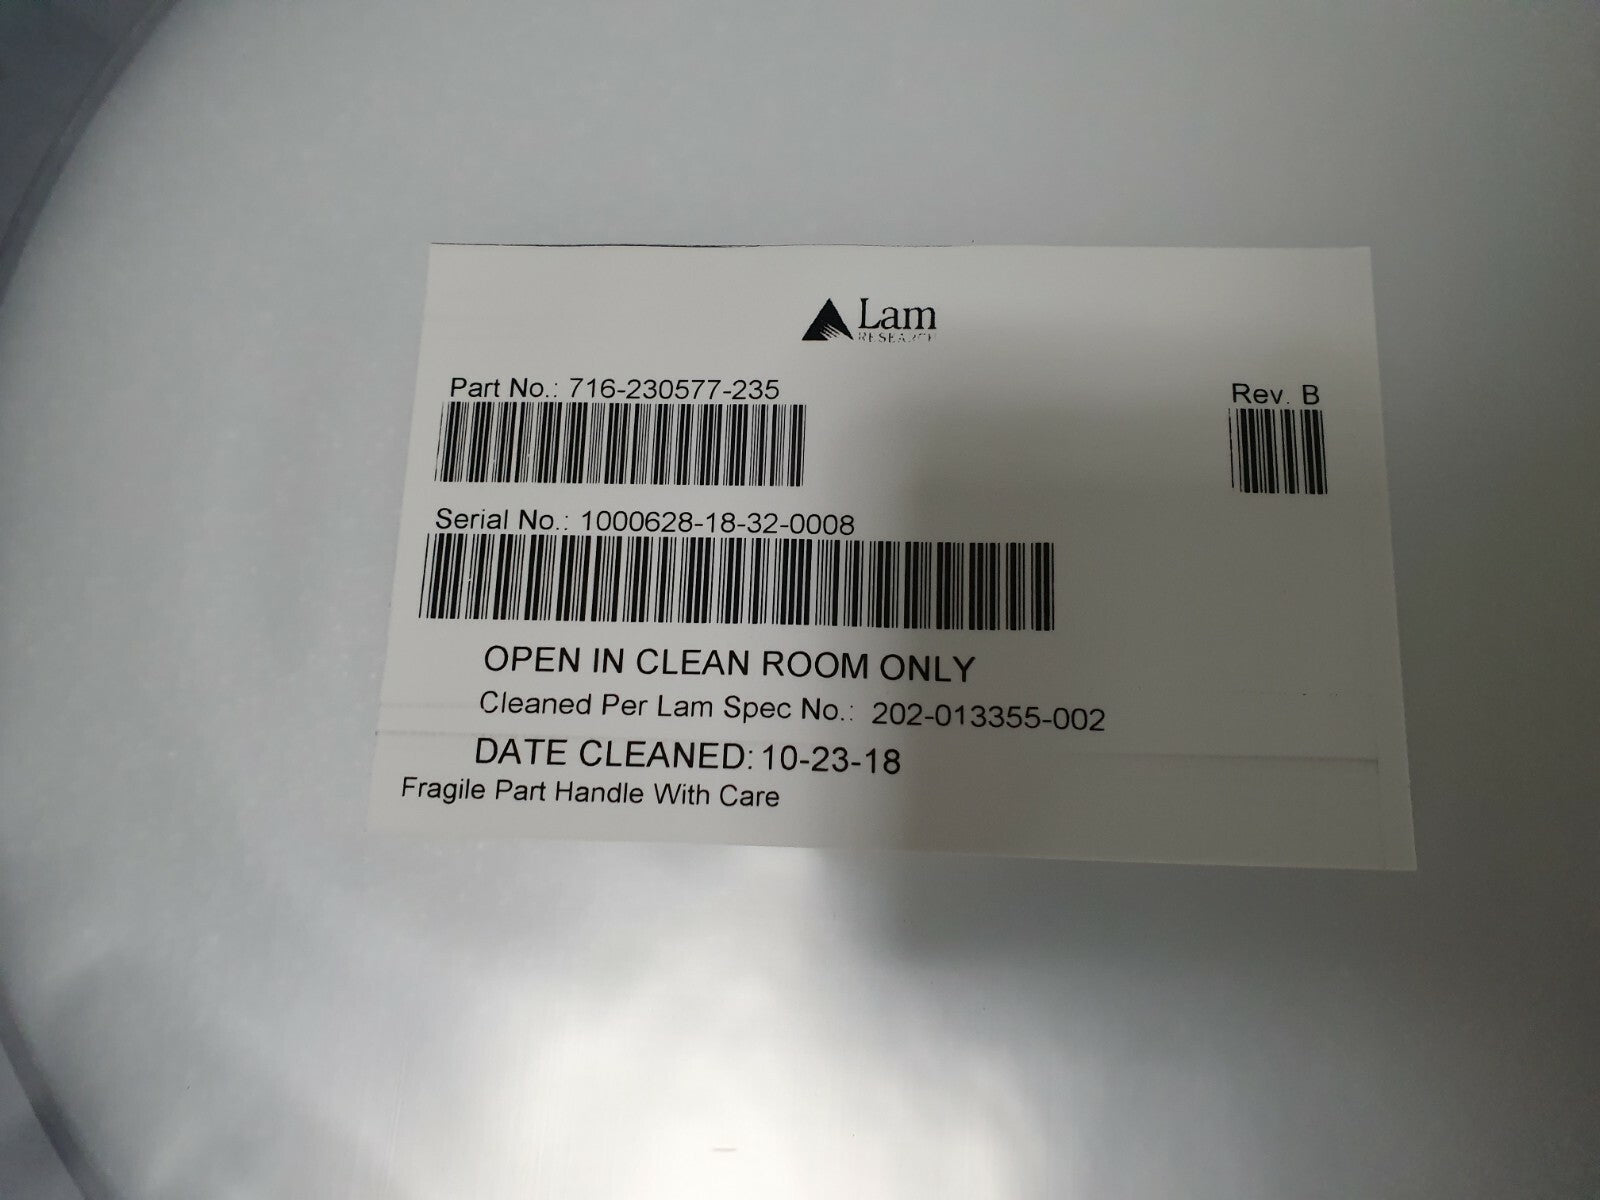 Lam
RESEARCH
Part No.: 716-230577-235
Rev. B
Serial No.: 1000628-18-32-0008
OPEN IN CLEAN ROOM ONLY
Cleaned Per Lam Spec No.: 202-013355-002
DATE CLEANED: 10-23-18
Fragile Part Handle With Care